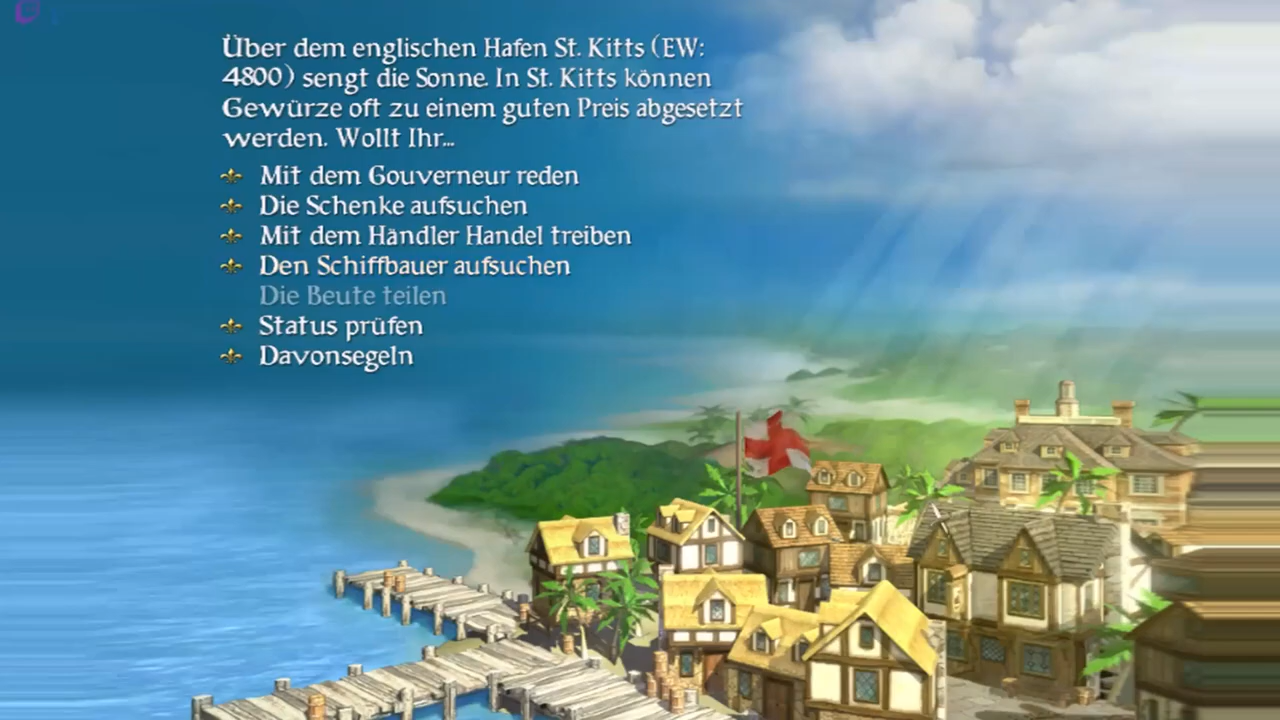 Über dem englischen Hafen St. Kitts (EW:
4800) sengt die Sonne. In St. Kitts können
Gewürze oft zu einem guten Preis abgesetzt
werden. Wollt Ihr...
Mit dem Gouverneur reden
Die Schenke aufsuchen
Mit dem Händler Handel treiben
Den Schiffbauer aufsuchen
Die Beute teilen
Status prüfen
Davonsegeln